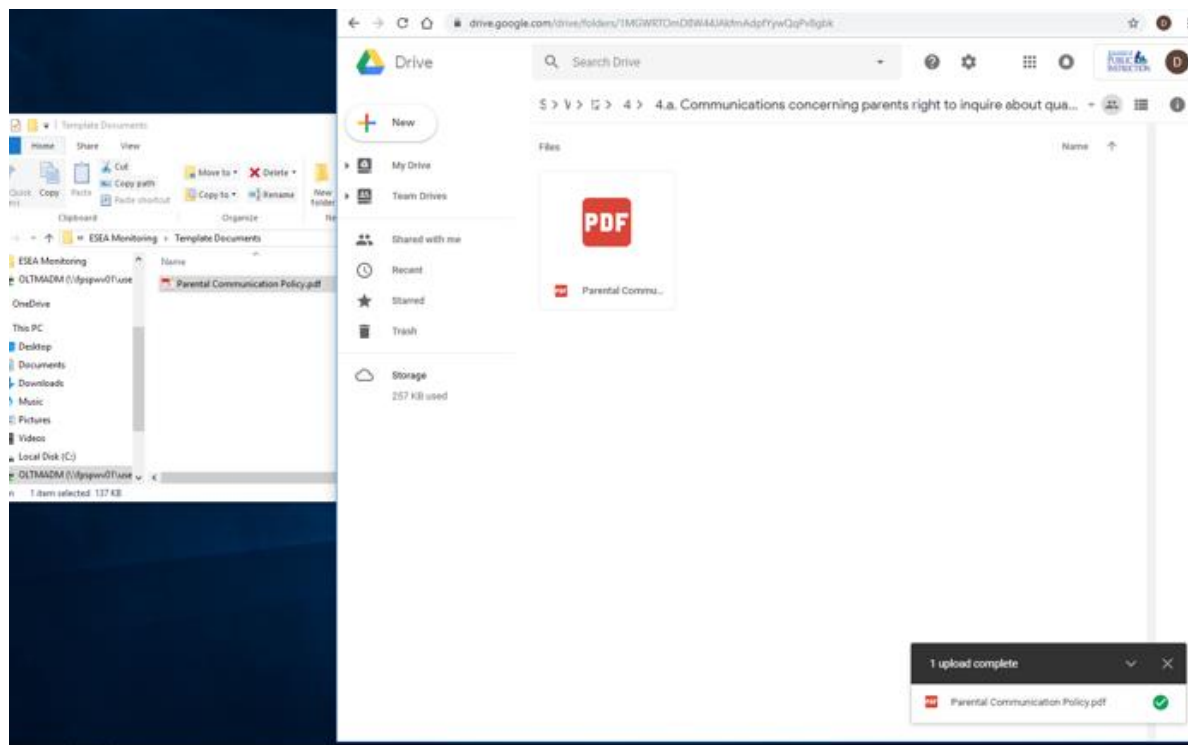 Template Documents
Home Share View
Copy
Paste
Cut
Copy path
Paste shortcut
Move to
Copy to
Delete
Rename
New folder
Clipboard
Organize
ESEA Monitoring > Template Documents
ESEA Monitoring
OneDrive
This PC
Desktop
Documents
Downloads
Music
Pictures
Videos
Local Disk (C:)
Name
Parental Communication Policy.pdf
1 item selected 137 KB
Drive
Search Drive
PUBLIC
INSTRUCTION
D
S > V > 4 > 4.a. Communications concerning parents right to inquire about qua...
New
My Drive
Team Drives
Shared with me
Recent
Starred
Trash
Storage
257 KB used
Files
Name
PDF
Parental Commu...
1 upload complete
Parental Communication Policy.pdf